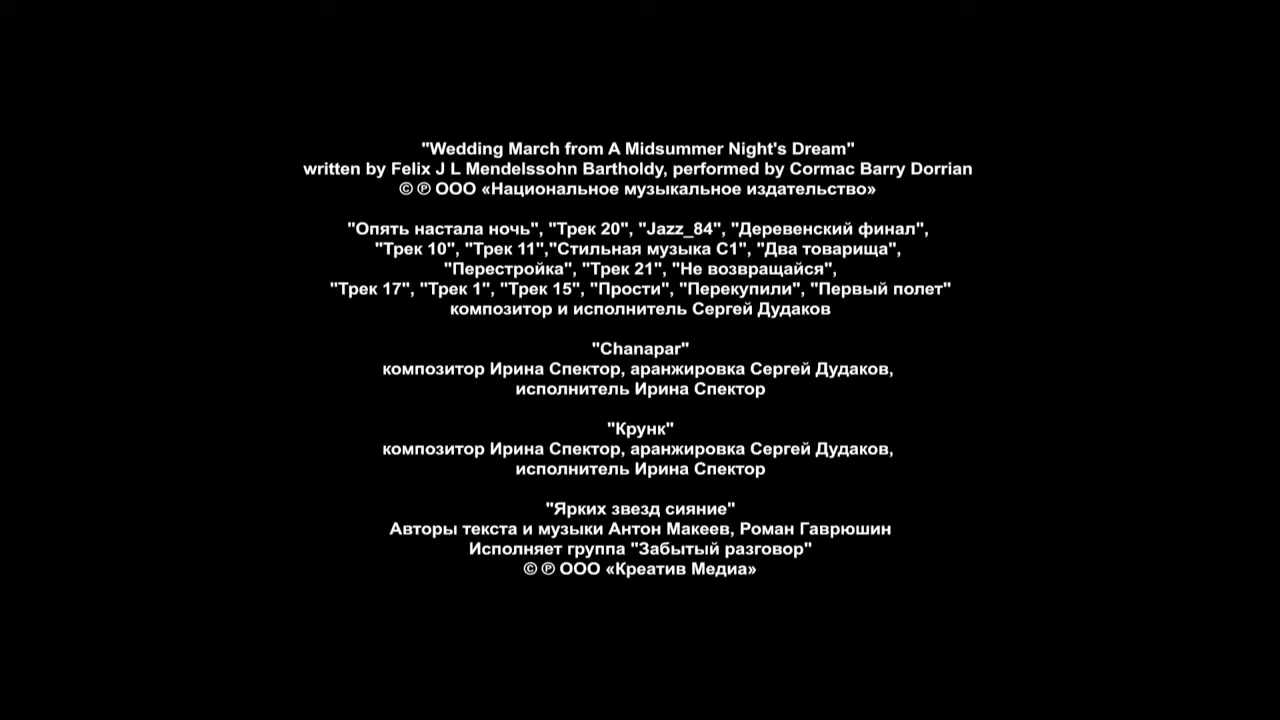 "Wedding March from A Midsummer Night's Dream"
written by Felix J L Mendelssohn Bartholdy, performed by Cormac Barry Dorrian
© ℗ ООО «Национальное музыкальное издательство»
"Опять настала ночь", "Трек 20", "Jazz_84", "Деревенский финал",
"Трек 10", "Трек 11","Стильная музыка С1", "Два товарища",
"Перестройка", "Трек 21", "Не возвращайся",
"Трек 17", "Трек 1", "Трек 15", "Прости", "Перекупили", "Первый полет"
композитор и исполнитель Сергей Дудаков
"Chanapar"
композитор Ирина Спектор, аранжировка Сергей Дудаков,
исполнитель Ирина Спектор
"Крунк"
композитор Ирина Спектор, аранжировка Сергей Дудаков,
исполнитель Ирина Спектор
"Ярких звезд сияние"
Авторы текста и музыки Антон Макеев, Роман Гаврюшин
Исполняет группа "Забытый разговор"
© ℗ ООО «Креатив Медиа»